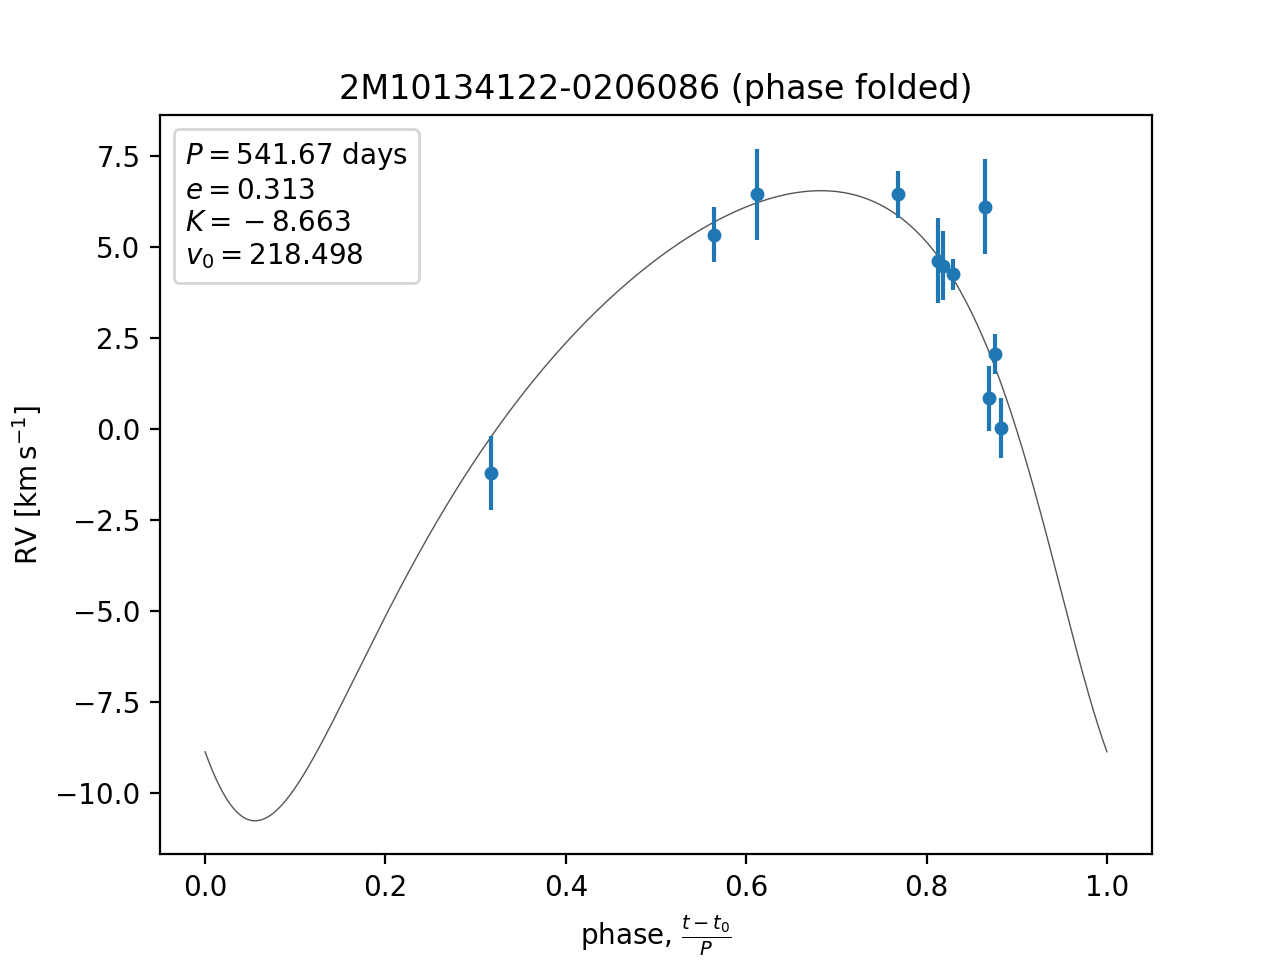 2M10134122-0206086 (phase folded)
P = 541.67 days
e = 0.313
K = − 8.663
v₀ = 218.498
RV [km s⁻¹]
7.5
5.0
2.5
0.0
−2.5
−5.0
−7.5
−10.0
0.0 0.2 0.4 0.6 0.8 1.0
phase, (t − t₀)/P